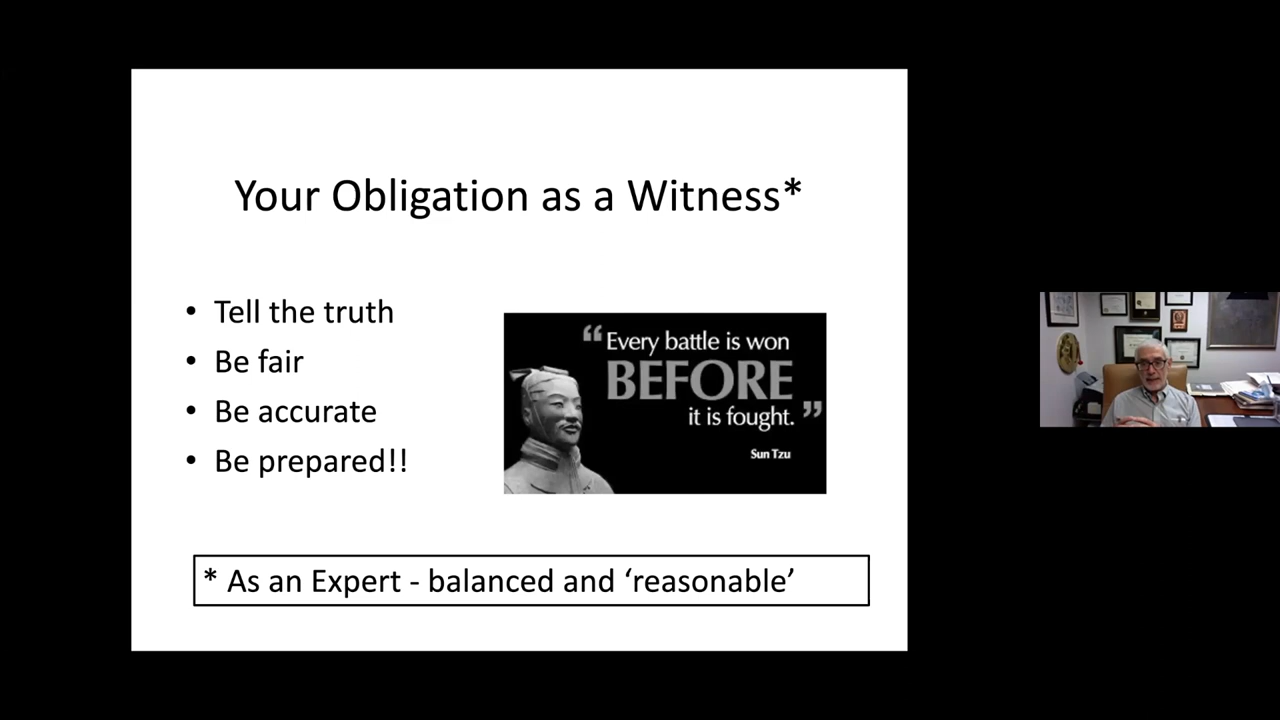 Your Obligation as a Witness*
• Tell the truth
• Be fair
• Be accurate
• Be prepared!!
“Every battle is won
BEFORE
it is fought.”
Sun Tzu
* As an Expert - balanced and ‘reasonable’